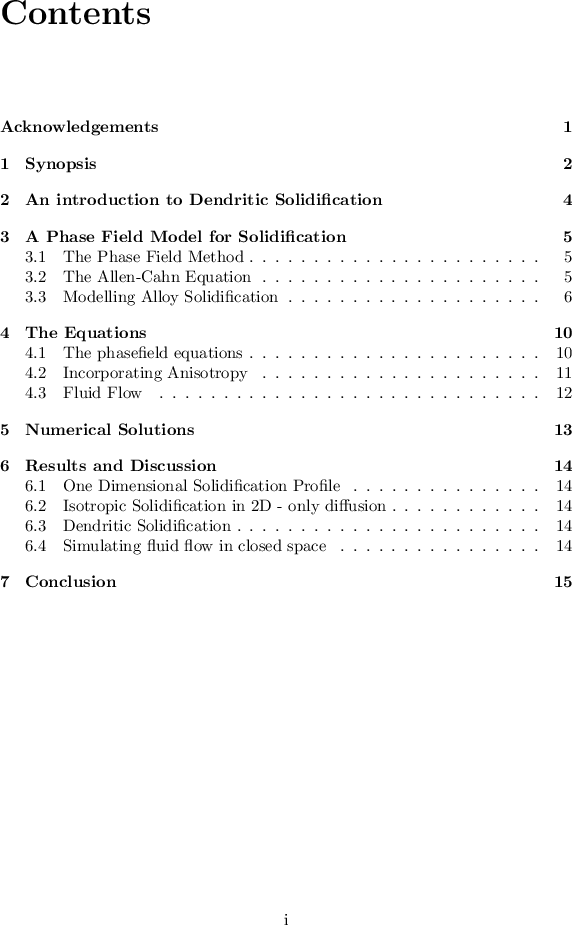 Contents
Acknowledgements 1
1 Synopsis 2
2 An introduction to Dendritic Solidification 4
3 A Phase Field Model for Solidification 5
3.1 The Phase Field Method . . . . . . . . . . . . . . . . . . . . . . . 5
3.2 The Allen-Cahn Equation . . . . . . . . . . . . . . . . . . . . . . 5
3.3 Modelling Alloy Solidification . . . . . . . . . . . . . . . . . . . . 6
4 The Equations 10
4.1 The phasefield equations . . . . . . . . . . . . . . . . . . . . . . . 10
4.2 Incorporating Anisotropy . . . . . . . . . . . . . . . . . . . . . . 11
4.3 Fluid Flow . . . . . . . . . . . . . . . . . . . . . . . . . . . . . . 12
5 Numerical Solutions 13
6 Results and Discussion 14
6.1 One Dimensional Solidification Profile . . . . . . . . . . . . . . . 14
6.2 Isotropic Solidification in 2D - only diffusion . . . . . . . . . . . . 14
6.3 Dendritic Solidification . . . . . . . . . . . . . . . . . . . . . . . . 14
6.4 Simulating fluid flow in closed space . . . . . . . . . . . . . . . . 14
7 Conclusion 15
i